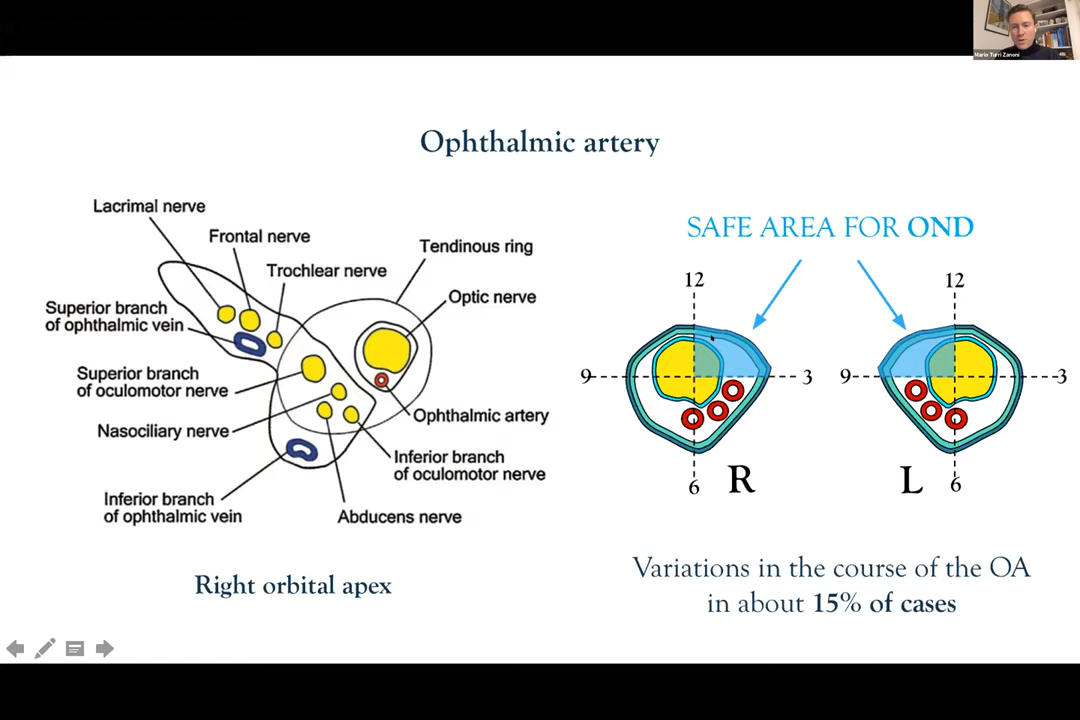 Mario Turri Zanoni
Ophthalmic artery
Lacrimal nerve
Frontal nerve
Trochlear nerve
Tendinous ring
Optic nerve
Superior branch
of ophthalmic vein
Superior branch
of oculomotor nerve
Nasociliary nerve
Ophthalmic artery
Inferior branch
of oculomotor nerve
Inferior branch
of ophthalmic vein
Abducens nerve
Right orbital apex
SAFE AREA FOR OND
12
12
9
3
9
3
6
R
L
6
Variations in the course of the OA
in about 15% of cases